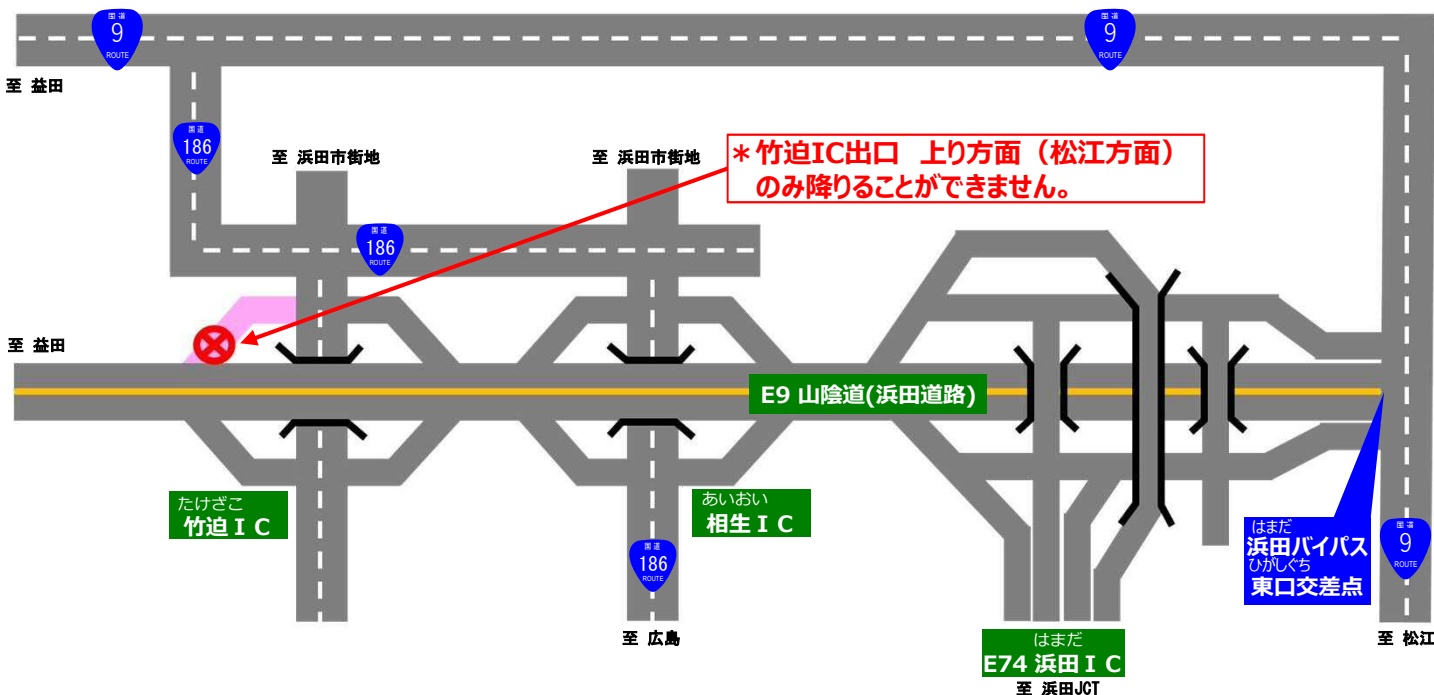 国道
9
ROUTE
国道
9
ROUTE
至 益田
国道
186
ROUTE
至 浜田市街地
至 浜田市街地
＊竹迫IC出口 上り方面（松江方面）
のみ降りることができません。
国道
186
ROUTE
至 益田
E9 山陰道(浜田道路)
たけざこ
竹迫ＩＣ
あいおい
相生ＩＣ
国道
186
ROUTE
はまだ
浜田バイパス
ひがしぐち
東口交差点
国道
9
ROUTE
至 広島
はまだ
E74 浜田ＩＣ
至 浜田JCT
至 松江